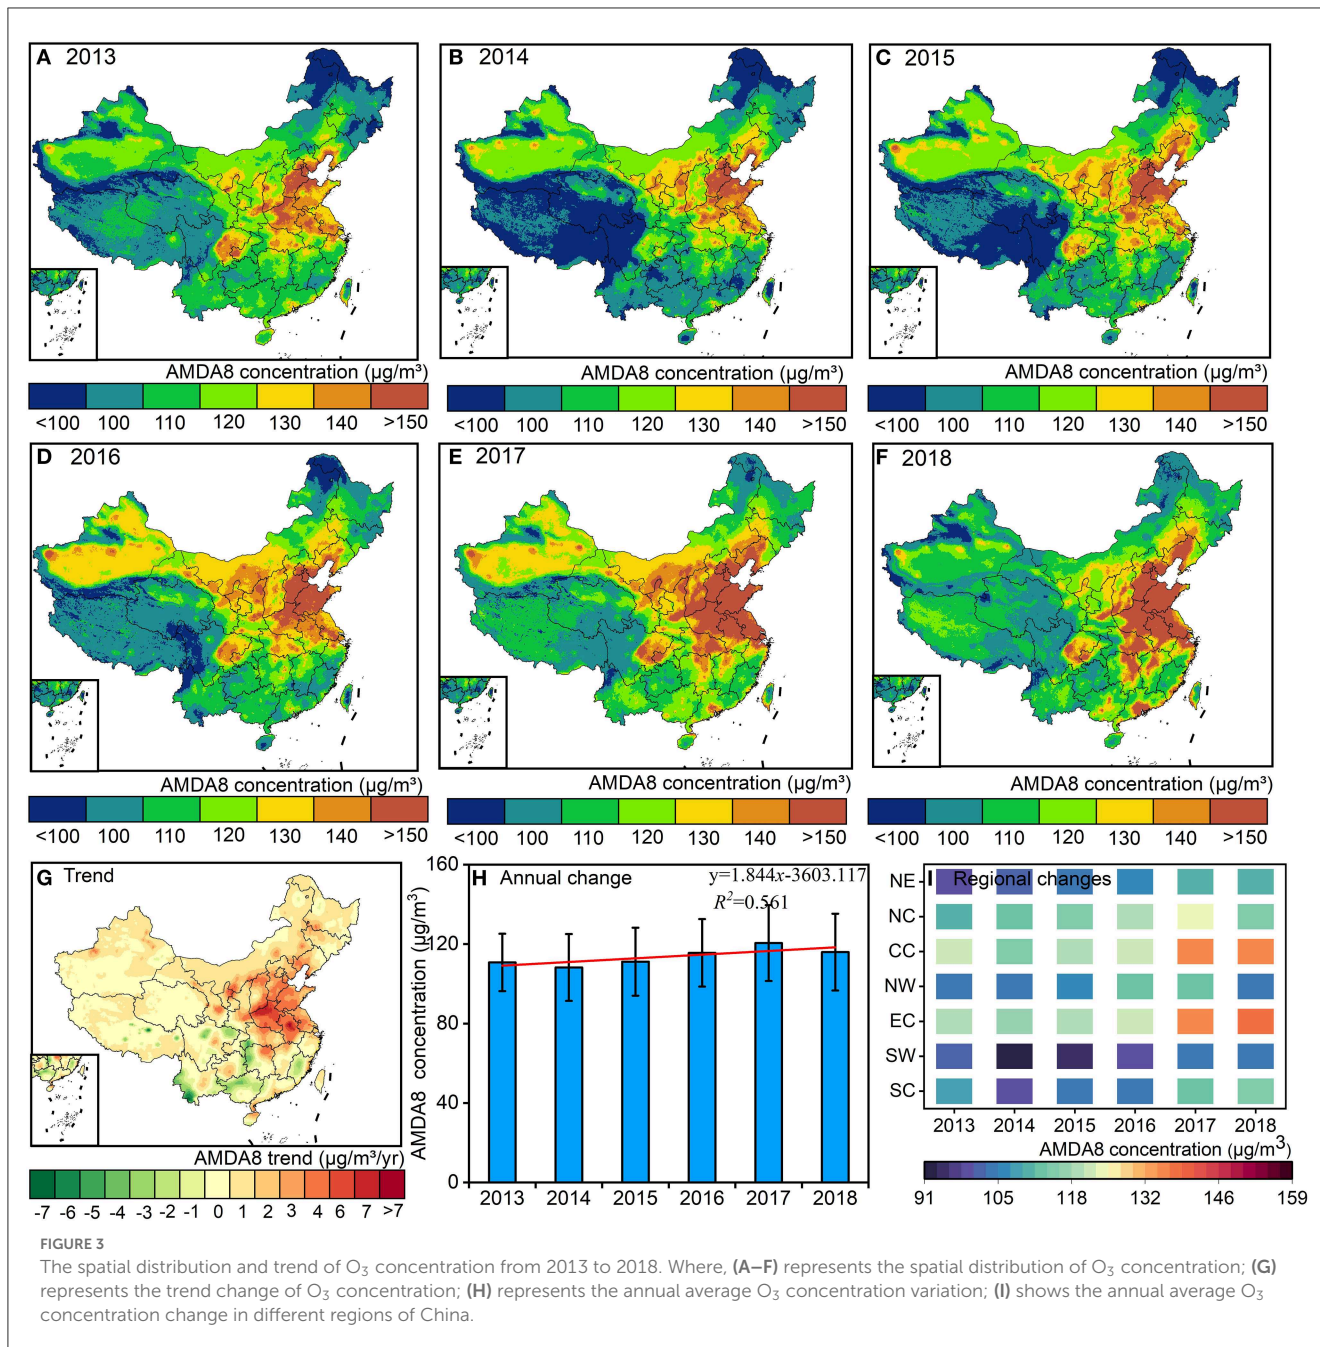 A 2013
B 2014
C 2015
AMDA8 concentration (µg/m³)
<100 100 110 120 130 140 >150
AMDA8 concentration (µg/m³)
<100 100 110 120 130 140 >150
AMDA8 concentration (µg/m³)
<100 100 110 120 130 140 >150
D 2016
E 2017
F 2018
AMDA8 concentration (µg/m³)
<100 100 110 120 130 140 >150
AMDA8 concentration (µg/m³)
<100 100 110 120 130 140 >150
AMDA8 concentration (µg/m³)
<100 100 110 120 130 140 >150
G Trend
AMDA8 trend (µg/m³/yr)
-7 -6 -5 -4 -3 -2 -1 0 1 2 3 4 6 7 >7
H Annual change
y=1.844x-3603.117
R²=0.561
AMDA8 concentration (µg/m³)
160
120
80
40
0
2013 2014 2015 2016 2017 2018
I Regional changes
NE
NC
CC
NW
EC
SW
SC
2013 2014 2015 2016 2017 2018
AMDA8 concentration (µg/m³)
91 105 118 132 146 159
FIGURE 3
The spatial distribution and trend of O₃ concentration from 2013 to 2018. Where, (A–F) represents the spatial distribution of O₃ concentration; (G)
represents the trend change of O₃ concentration; (H) represents the annual average O₃ concentration variation; (I) shows the annual average O₃
concentration change in different regions of China.